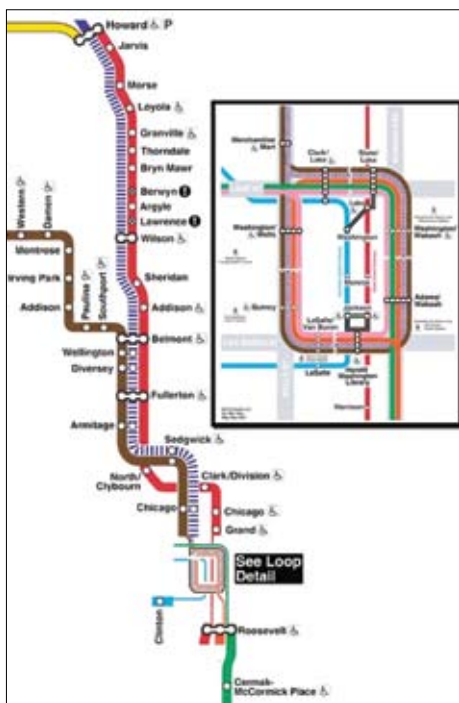 Howard P
Jarvis
Morse
Loyola
Granville
Thorndale
Bryn Mawr
Berwyn
Argyle
Lawrence
Wilson
Sheridan
Addison
Belmont
Wellington
Diversey
Fullerton
Armitage
Sedgwick
North/
Clybourn
Clark/Division
Chicago
Chicago
Grand
See Loop
Detail
Clinton
Roosevelt
Cermak-
McCormick Place
Western
Damen
Montrose
Irving Park
Addison
Paulina
Southport
Merchandise
Mart
Clark/
Lake
State/
Lake
Lake
Washington
Washington/
Wells
Washington/
Wabash
Monroe
Quincy
Jackson
Adams/
Wabash
LaSalle/
Van Buren
LaSalle
Harold
Washington
Library
Harrison